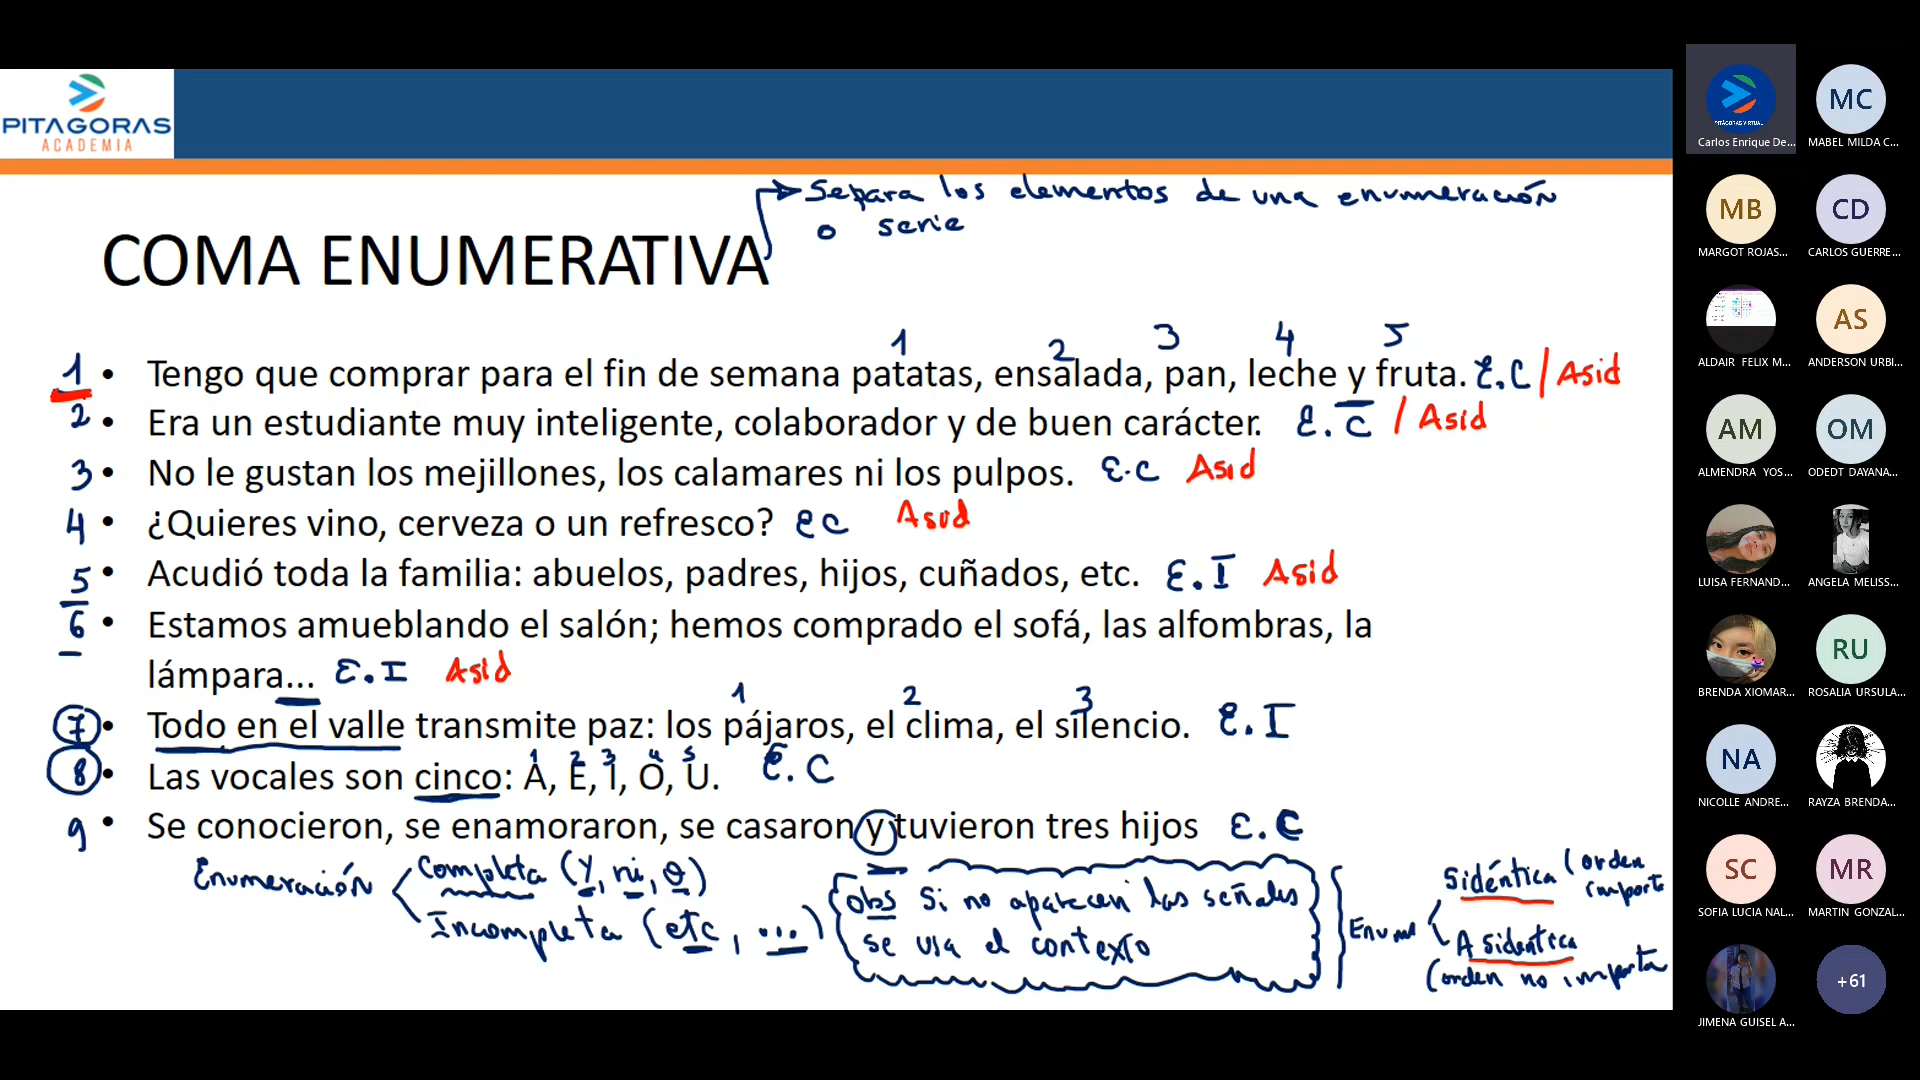 PITAGORAS
ACADEMIA
Separa los elementos de una enumeración
o serie
COMA ENUMERATIVA
1 2 3 4 5
1 • Tengo que comprar para el fin de semana patatas, ensalada, pan, leche y fruta. E.C / Asid
2 • Era un estudiante muy inteligente, colaborador y de buen carácter. E.C / Asid
3 • No le gustan los mejillones, los calamares ni los pulpos. E.C Asid
4 • ¿Quieres vino, cerveza o un refresco? EC Asid
5 • Acudió toda la familia: abuelos, padres, hijos, cuñados, etc. E.I Asid
6 • Estamos amueblando el salón; hemos comprado el sofá, las alfombras, la
lámpara... E.I Asid
1 2 3
7 • Todo en el valle transmite paz: los pájaros, el clima, el silencio. E.I
1 2 3 4 5
8 • Las vocales son cinco: A, E, I, O, U. E.C
9 • Se conocieron, se enamoraron, se casaron y tuvieron tres hijos E.C
Enumeración
Completa (Y, ni, o)
Incompleta (etc, ...)
obs Si no aparecen las señales
se usa el contexto
Enum
Sidéntica (orden
importa
Asidentica
(orden no importa
PITÁGORAS VIRTUAL
Carlos Enrique De...
MC
MABEL MILDA C...
MB
MARGOT ROJAS...
CD
CARLOS GUERRE...
ALDAIR FELIX M...
AS
ANDERSON URBI...
AM
ALMENDRA YOS...
OM
ODEDT DAYANA...
LUISA FERNAND...
ANGELA MELISS...
BRENDA XIOMAR...
RU
ROSALIA URSULA...
NA
NICOLLE ANDRE...
RAYZA BRENDA...
SC
SOFIA LUCIA NAL...
MR
MARTIN GONZAL...
JIMENA GUISEL A...
+61